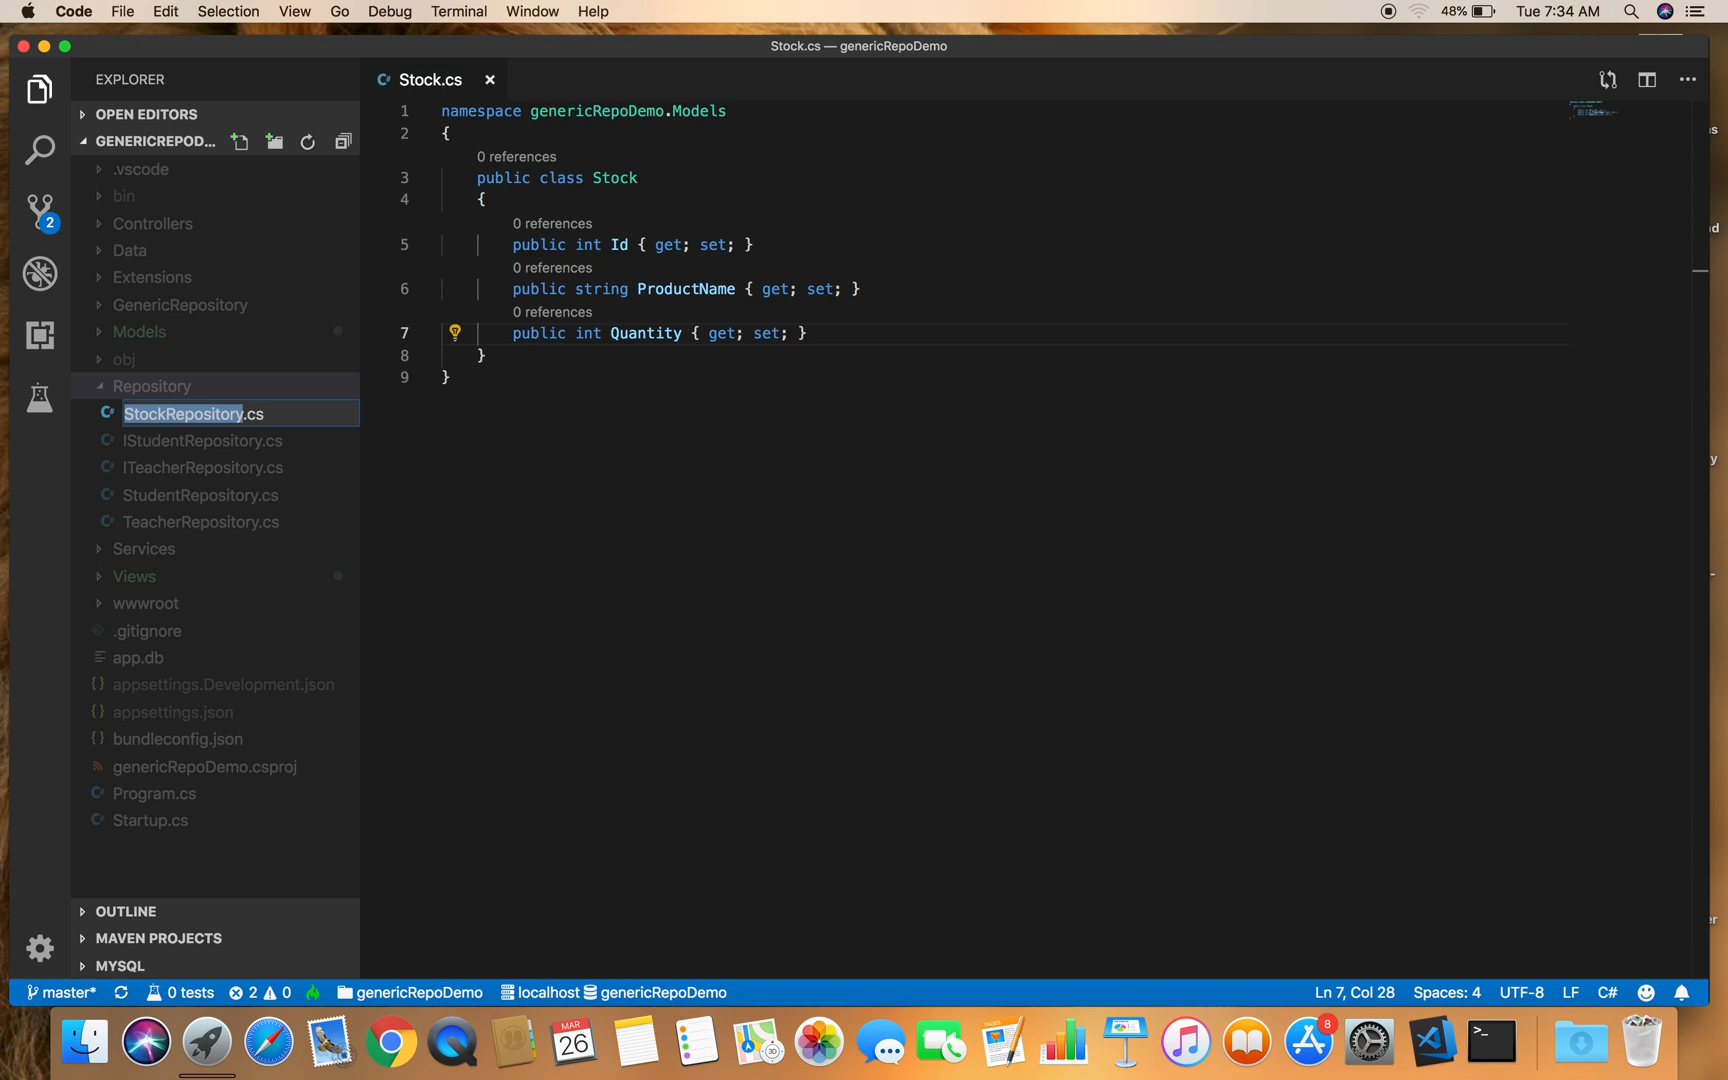 Code File Edit Selection View Go Debug Terminal Window Help 48% Tue 7:34 AM
Stock.cs — genericRepoDemo
EXPLORER
OPEN EDITORS
GENERICREPOD...
.vscode
bin
Controllers
Data
Extensions
GenericRepository
Models
obj
Repository
StockRepository.cs
IStudentRepository.cs
ITeacherRepository.cs
StudentRepository.cs
TeacherRepository.cs
Services
Views
wwwroot
.gitignore
app.db
appsettings.Development.json
appsettings.json
bundleconfig.json
genericRepoDemo.csproj
Program.cs
Startup.cs
OUTLINE
MAVEN PROJECTS
MYSQL
2
Stock.cs
1 namespace genericRepoDemo.Models
2 {
0 references
3 public class Stock
4 {
0 references
5 public int Id { get; set; }
0 references
6 public string ProductName { get; set; }
0 references
7 public int Quantity { get; set; }
8 }
9 }
master* 0 tests 2 0 genericRepoDemo localhost genericRepoDemo Ln 7, Col 28 Spaces: 4 UTF-8 LF C#
MAR
26
3D
PAGES
8
>_